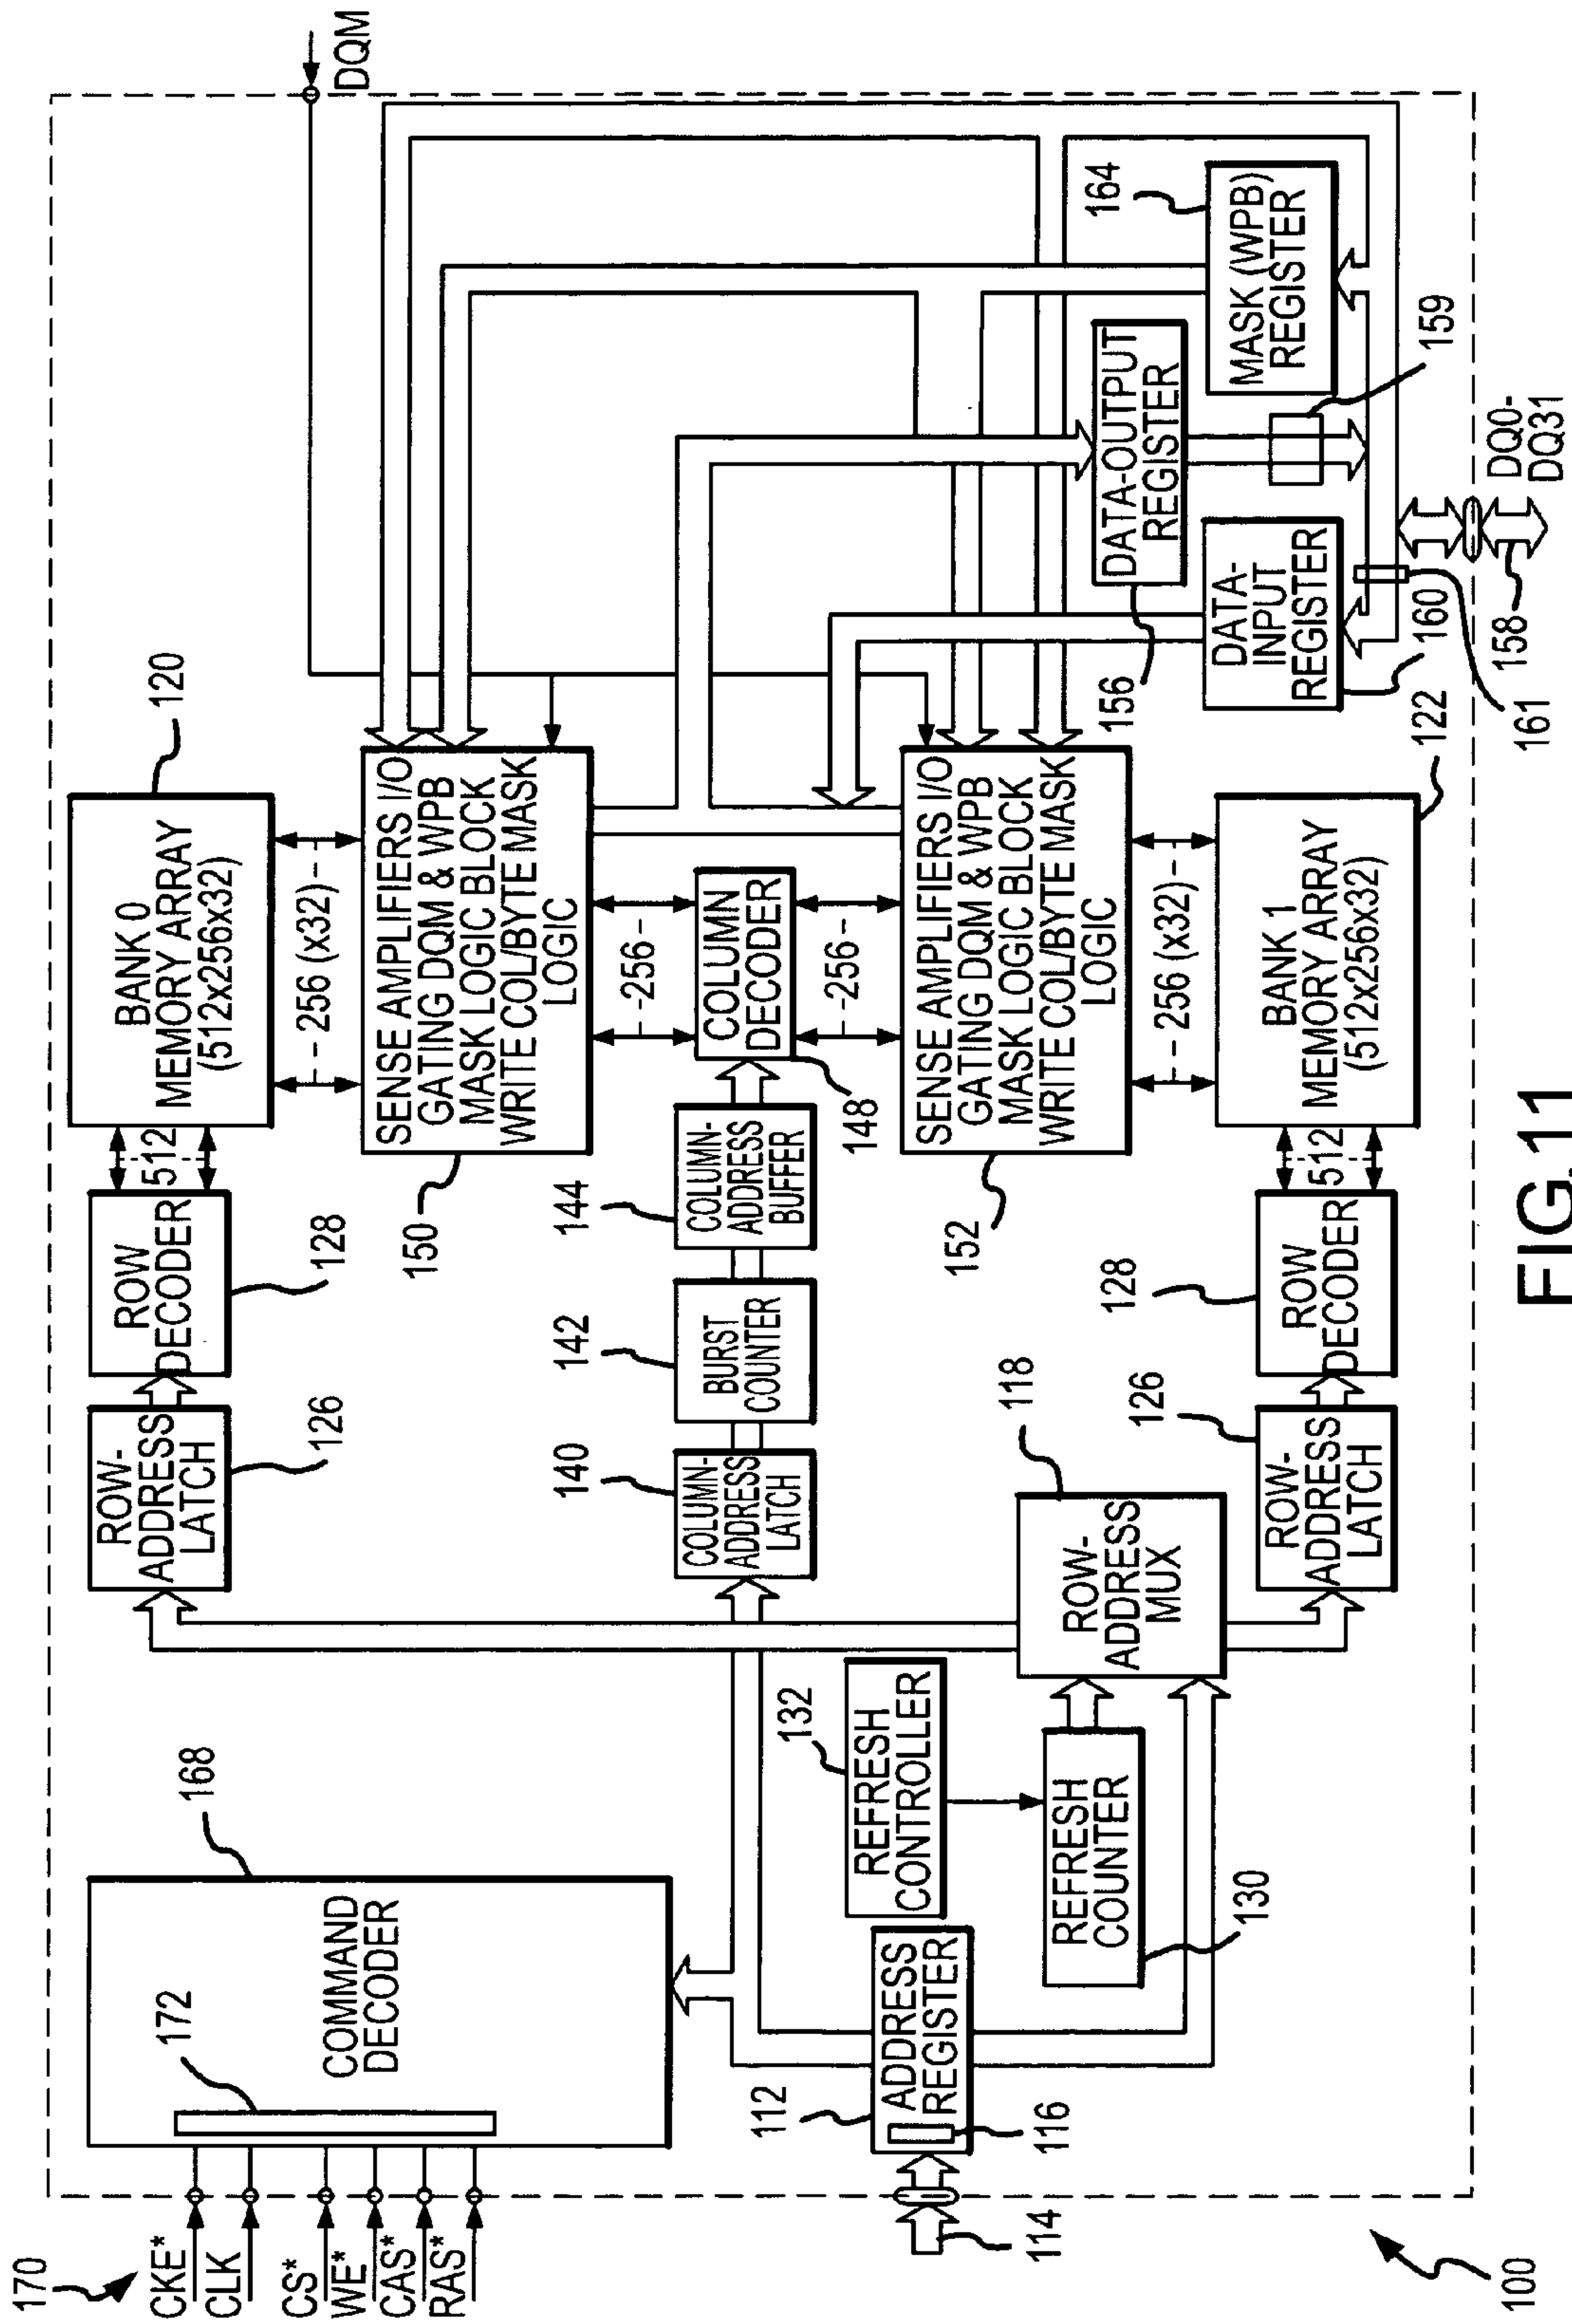 170
CKE*
CLK
CS*
WE*
CAS*
RAS*
172
COMMAND
DECODER
168
114
112
116
ADDRESS
REGISTER
132
REFRESH
CONTROLLER
REFRESH
COUNTER
130
ROW-
ADDRESS
MUX
118
ROW-
ADDRESS
LATCH
126
ROW
DECODER
128
512
BANK 0
MEMORY ARRAY
(512x256x32)
120
256 (x32)
SENSE AMPLIFIERS I/O
GATING DQM & WPB
MASK LOGIC BLOCK
WRITE COL/BYTE MASK
LOGIC
150
256
COLUMN-
ADDRESS
LATCH
140
BURST
COUNTER
142
COLUMN-
ADDRESS
BUFFER
144
COLUMN
DECODER
148
256
SENSE AMPLIFIERS I/O
GATING DQM & WPB
MASK LOGIC BLOCK
WRITE COL/BYTE MASK
LOGIC
152
256 (x32)
ROW-
ADDRESS
LATCH
126
ROW
DECODER
128
512
BANK 1
MEMORY ARRAY
(512x256x32)
122
DQM
DATA-OUTPUT
REGISTER
156
DATA-
INPUT
REGISTER
160
161
MASK (WPB)
REGISTER
164
159
158
DQ0-
DQ31
100
FIG.11